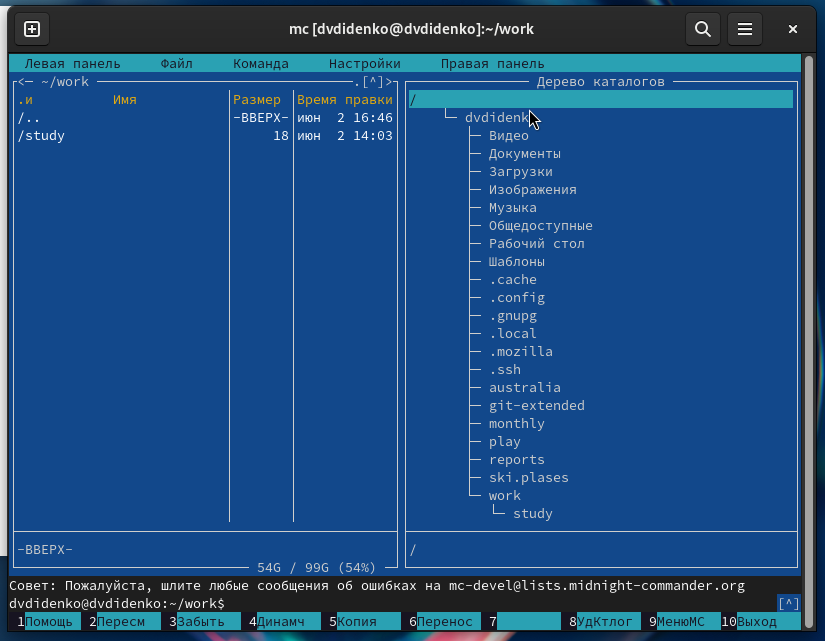 mc [dvdidenko@dvdidenko]:~/work
Левая панель Файл Команда Настройки Правая панель
<— ~/work .[^]> Дерево каталогов
.и Имя Размер Время правки /
/.. -ВВЕРХ- июн 2 16:46
/study 18 июн 2 14:03
dvdidenk
Видео
Документы
Загрузки
Изображения
Музыка
Общедоступные
Рабочий стол
Шаблоны
.cache
.config
.gnupg
.local
.mozilla
.ssh
australia
git-extended
monthly
play
reports
ski.plases
work
study
-ВВЕРХ- /
54G / 99G (54%)
Совет: Пожалуйста, шлите любые сообщения об ошибках на mc-devel@lists.midnight-commander.org
dvdidenko@dvdidenko:~/work$ [^]
1Помощь 2Переcм 3Забыть 4Динамч 5Копия 6Перенос 7 8УдКтлог 9МенюMC 10Выход